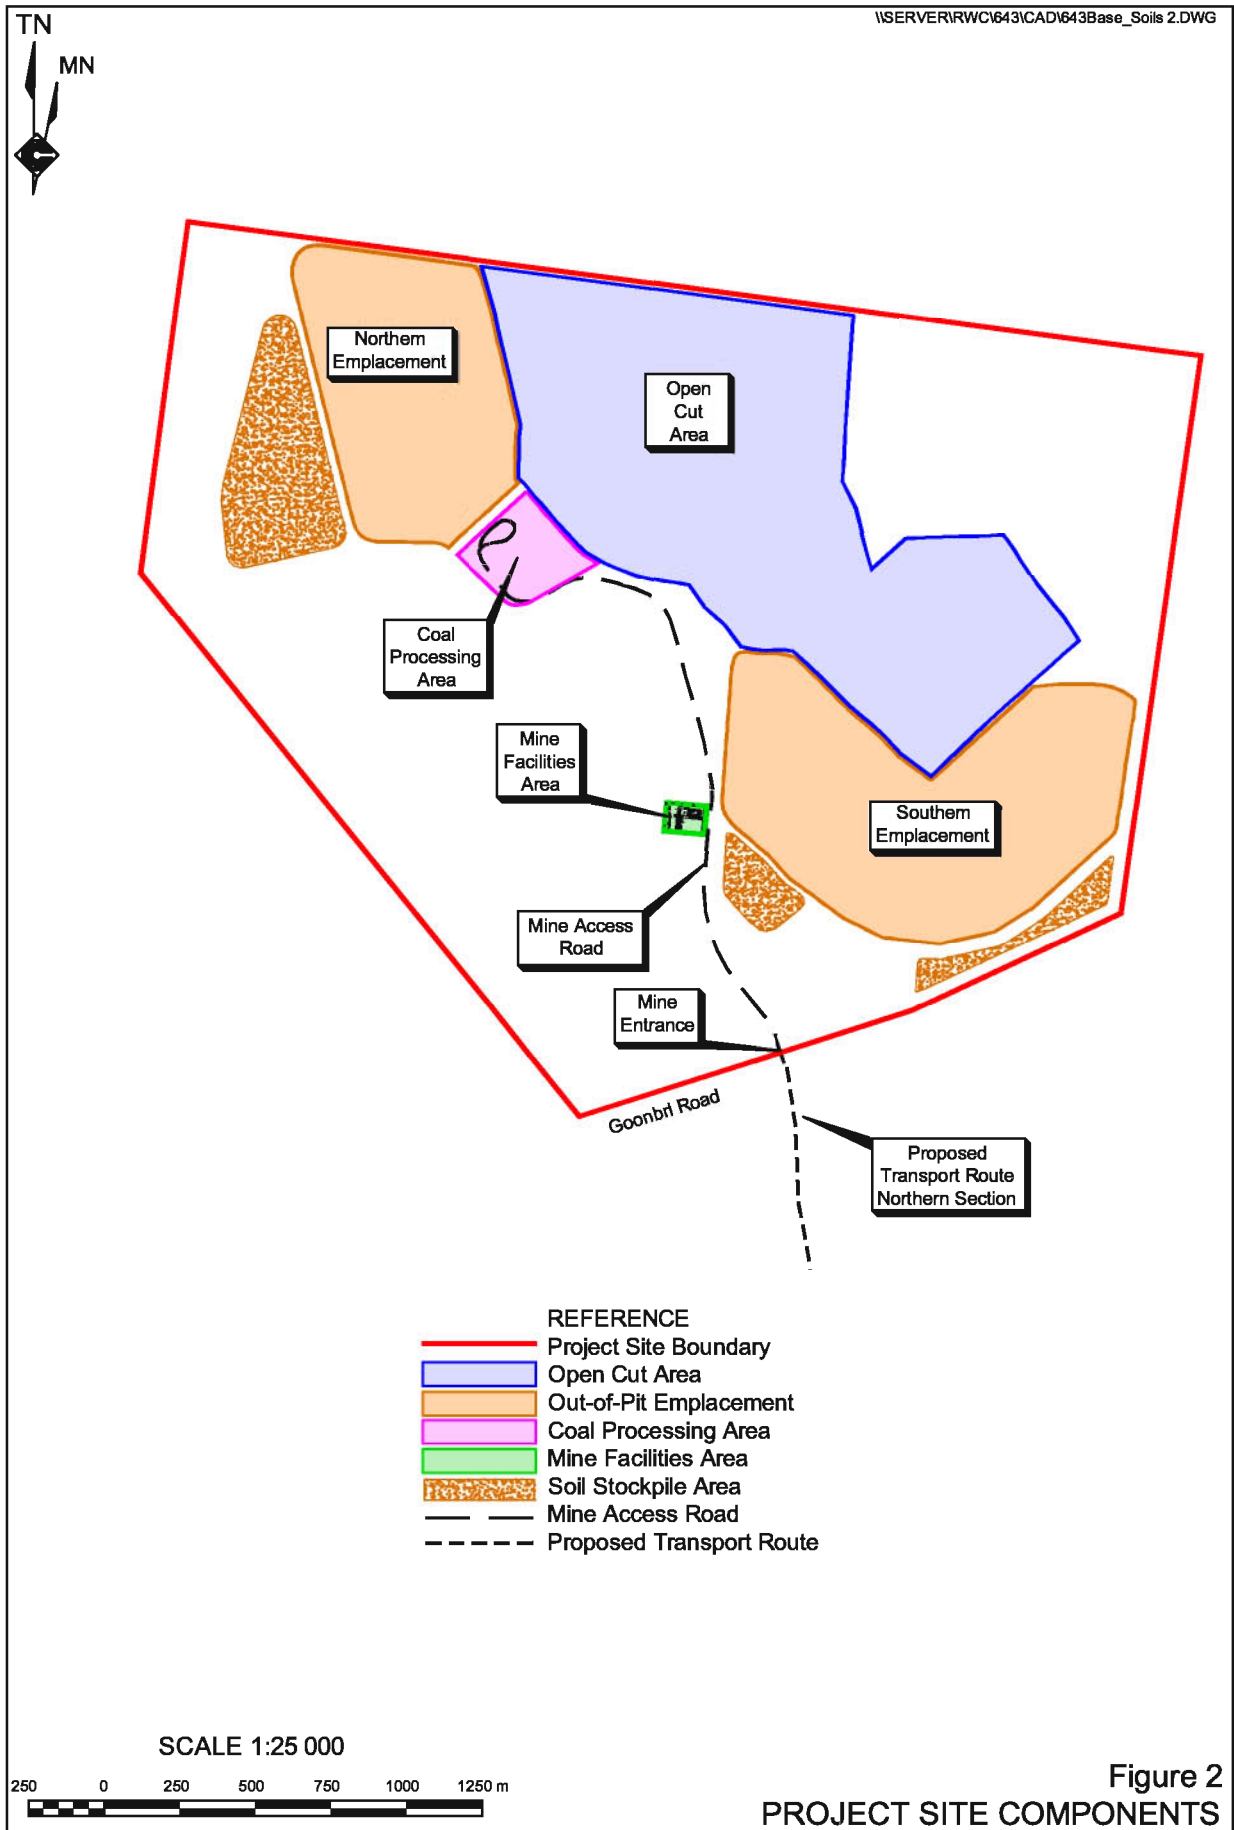 \\SERVER\RWC\643\CAD\643Base_Soils 2.DWG
TN
MN
Northern
Emplacement
Open
Cut
Area
Coal
Processing
Area
Mine
Facilities
Area
Southern
Emplacement
Mine Access
Road
Mine
Entrance
Goonbri Road
Proposed
Transport Route
Northern Section
REFERENCE
Project Site Boundary
Open Cut Area
Out-of-Pit Emplacement
Coal Processing Area
Mine Facilities Area
Soil Stockpile Area
Mine Access Road
Proposed Transport Route
SCALE 1:25 000
250 0 250 500 750 1000 1250 m
Figure 2
PROJECT SITE COMPONENTS